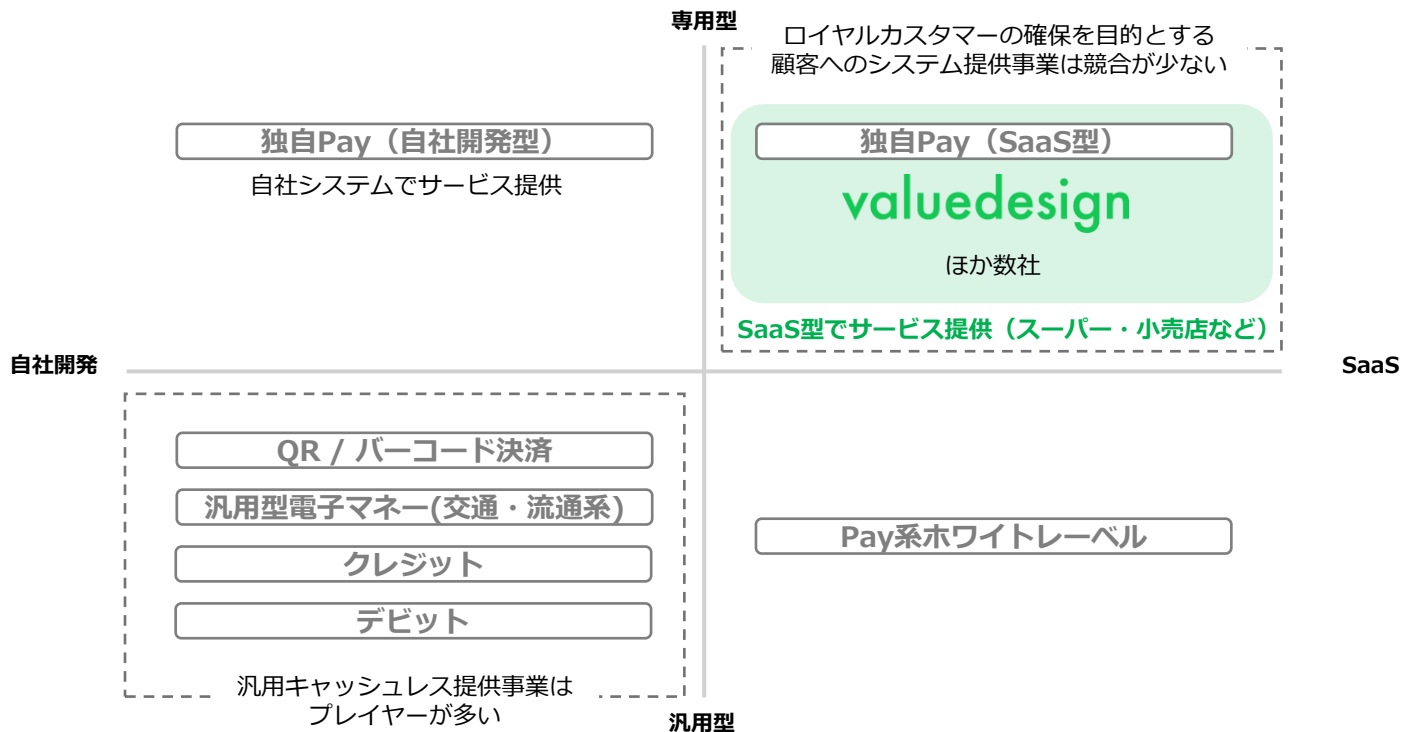 専用型
ロイヤルカスタマーの確保を目的とする
顧客へのシステム提供事業は競合が少ない
独自Pay（自社開発型）
自社システムでサービス提供
独自Pay（SaaS型）
valuedesign
ほか数社
SaaS型でサービス提供（スーパー・小売店など）
自社開発
SaaS
QR / バーコード決済
汎用型電子マネー(交通・流通系)
クレジット
デビット
汎用キャッシュレス提供事業は
プレイヤーが多い
Pay系ホワイトレーベル
汎用型